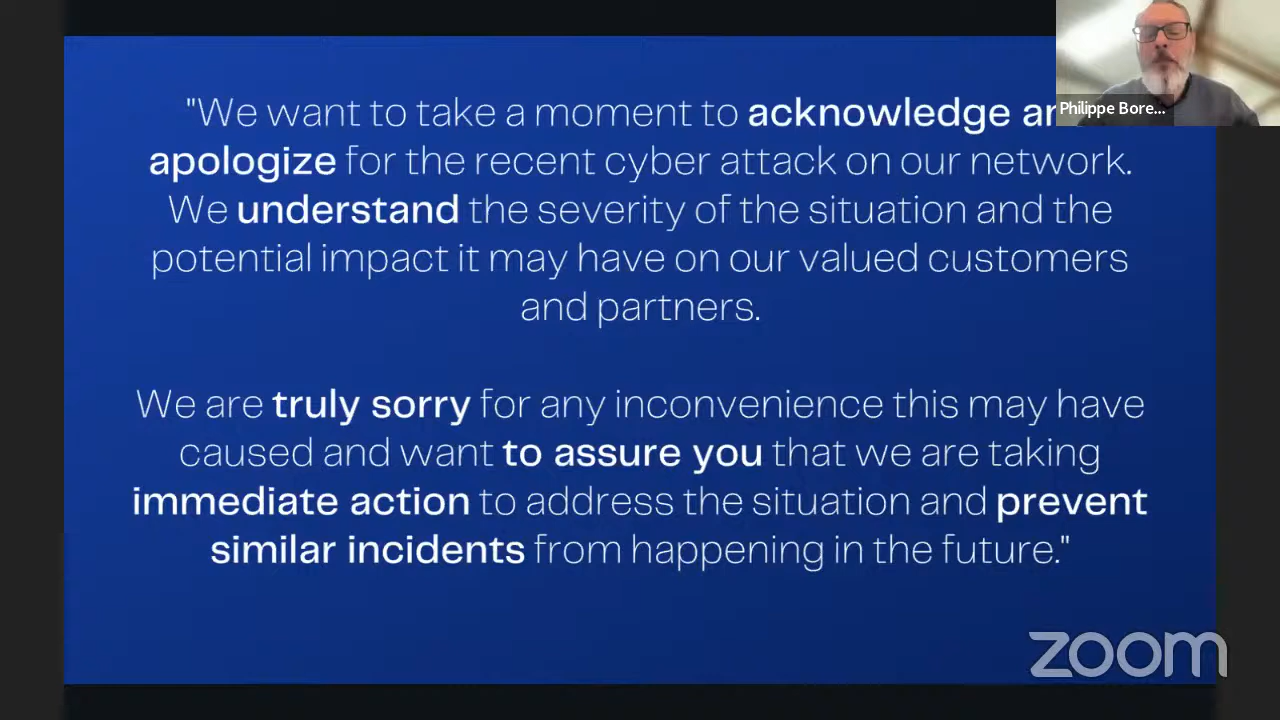 "We want to take a moment to acknowledge an
apologize for the recent cyber attack on our network.
We understand the severity of the situation and the
potential impact it may have on our valued customers
and partners.
We are truly sorry for any inconvenience this may have
caused and want to assure you that we are taking
immediate action to address the situation and prevent
similar incidents from happening in the future."
Philippe Bore...
zoom